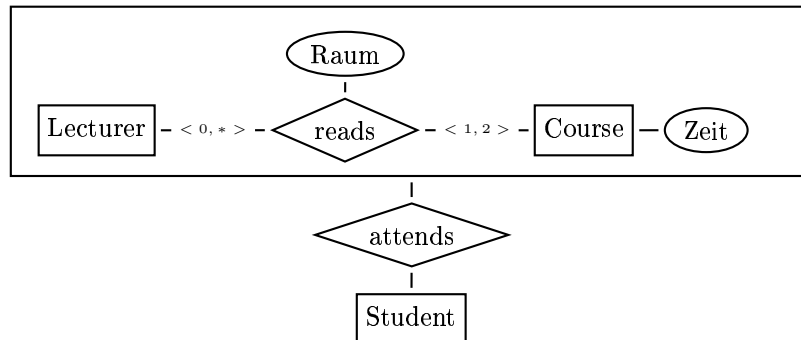 Raum
Lecturer < 0, * > reads < 1, 2 > Course Zeit
attends
Student